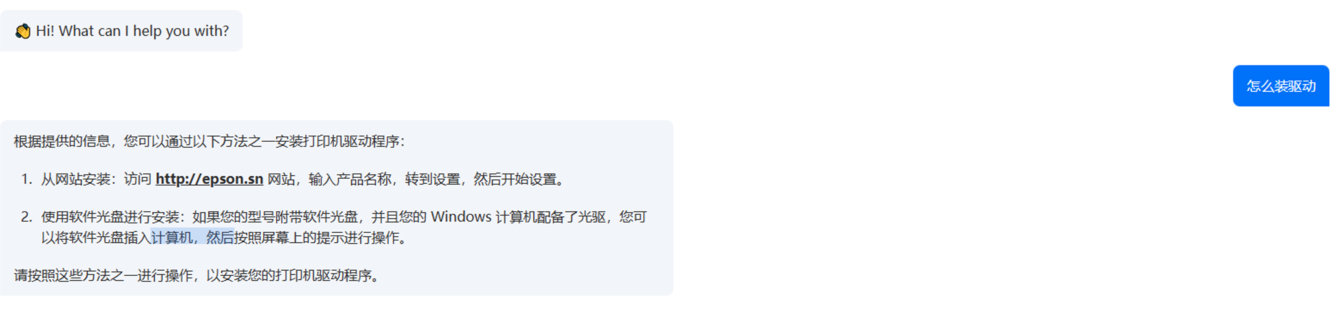 👏 Hi! What can I help you with?
怎么装驱动
根据提供的信息，您可以通过以下方法之一安装打印机驱动程序：
1. 从网站安装：访问 http://epson.sn 网站，输入产品名称，转到设置，然后开始设置。
2. 使用软件光盘进行安装：如果您的型号附带软件光盘，并且您的 Windows 计算机配备了光驱，您可
以将软件光盘插入计算机，然后按照屏幕上的提示进行操作。
请按照这些方法之一进行操作，以安装您的打印机驱动程序。